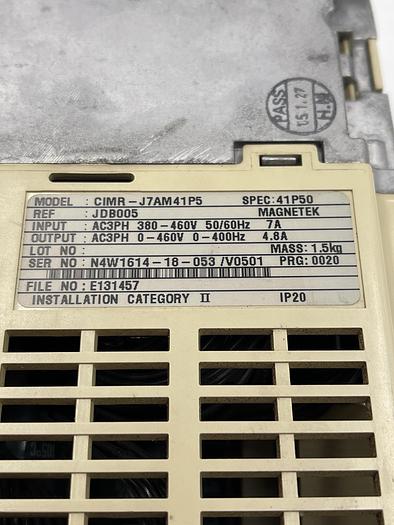 PASS
'05.1.27
H.N
MODEL : CIMR-J7AM41P5 SPEC:41P50
REF : JDB005 MAGNETEK
INPUT : AC3PH 380-460V 50/60Hz 7A
OUTPUT : AC3PH 0-460V 0-400Hz 4.8A
LOT NO : MASS: 1.5kg
SER NO : N4W1614-18-053 /V0501 PRG: 0020
FILE NO : E131457
INSTALLATION CATEGORY II IP20